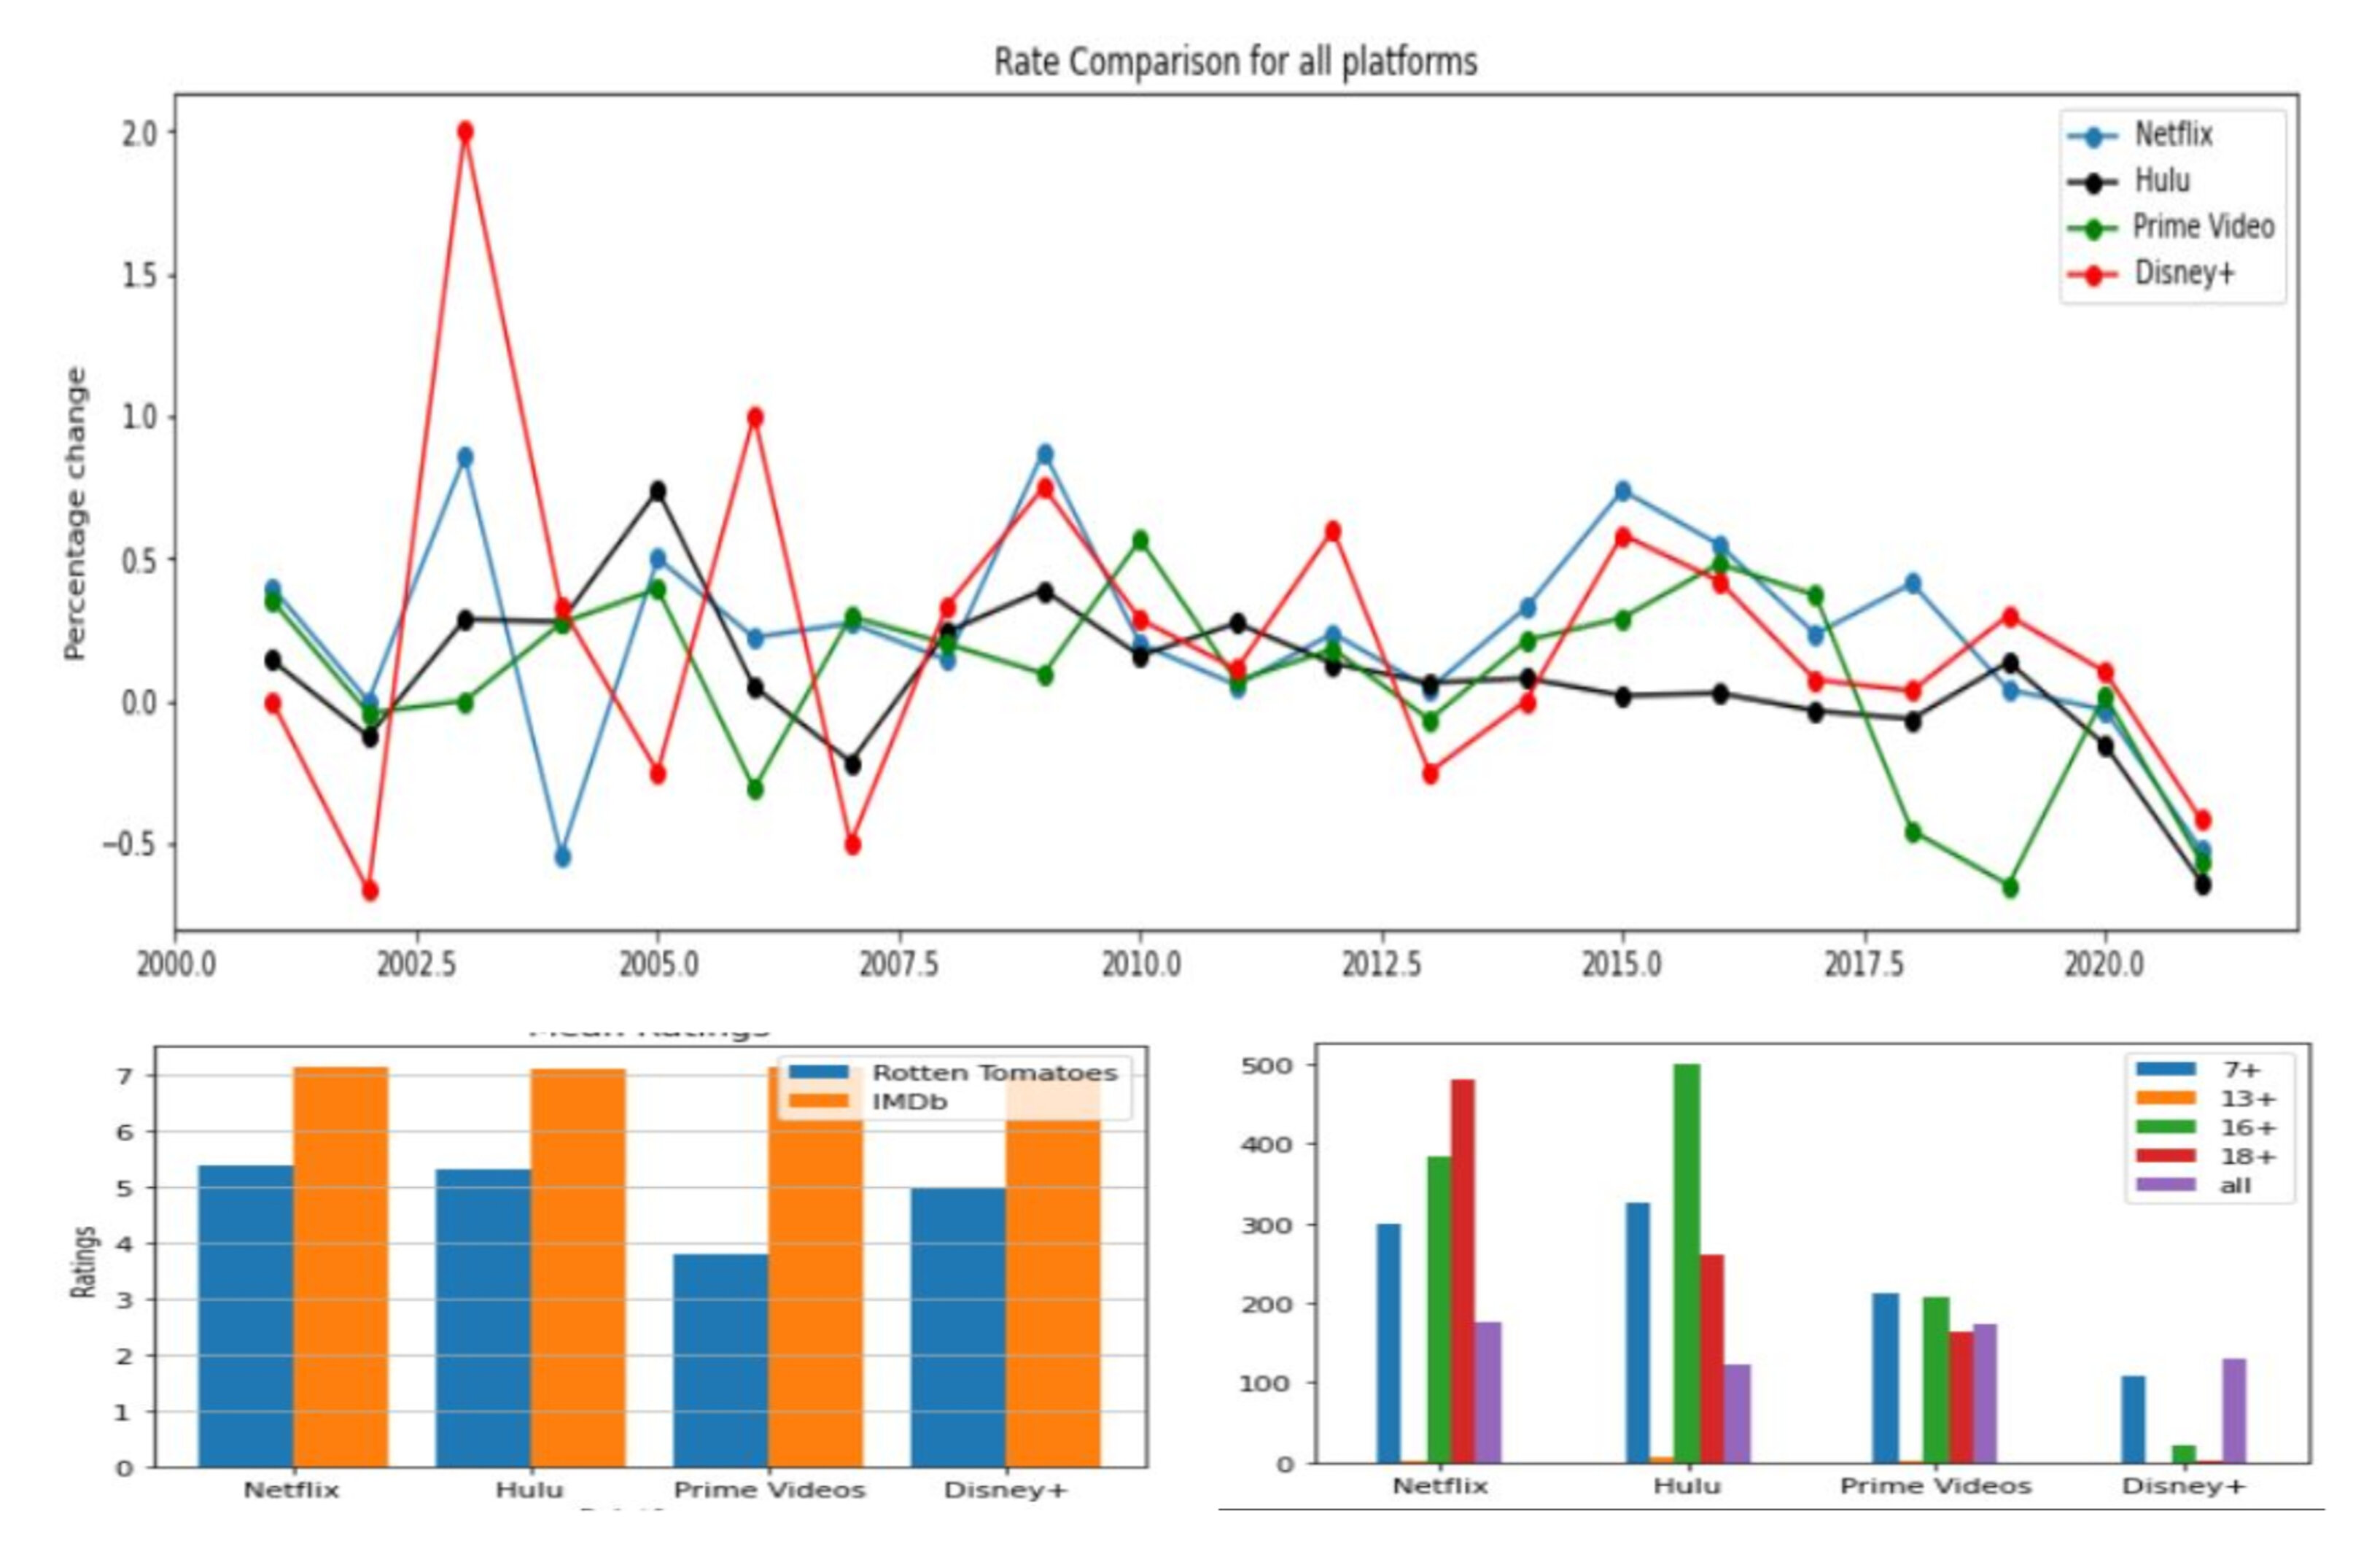 Rate Comparison for all platforms
Percentage change
2.0
1.5
1.0
0.5
0.0
−0.5
2000.0 2002.5 2005.0 2007.5 2010.0 2012.5 2015.0 2017.5 2020.0
Netflix
Hulu
Prime Video
Disney+
Mean Ratings
Ratings
7
6
5
4
3
2
1
0
Rotten Tomatoes
IMDb
Netflix Hulu Prime Videos Disney+
500
400
300
200
100
0
7+
13+
16+
18+
all
Netflix Hulu Prime Videos Disney+